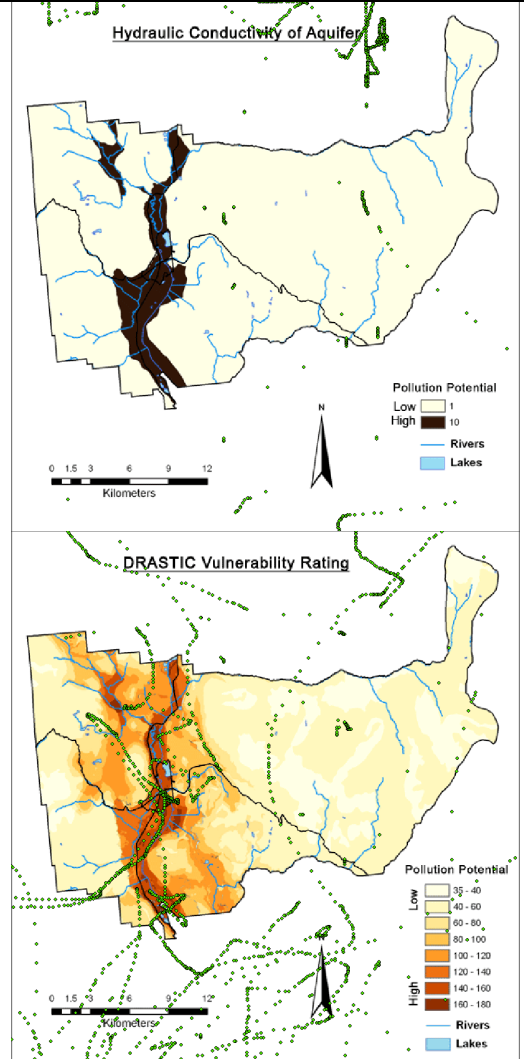 Hydraulic Conductivity of Aquifer
Pollution Potential
Low 1
High 10
Rivers
Lakes
N
0 1.5 3 6 9 12
Kilometers
DRASTIC Vulnerability Rating
Pollution Potential
Low
35 - 40
40 - 60
60 - 80
80 - 100
100 - 120
120 - 140
140 - 160
160 - 180
High
Rivers
Lakes
0 1.5 3 6 9 12
Kilometers